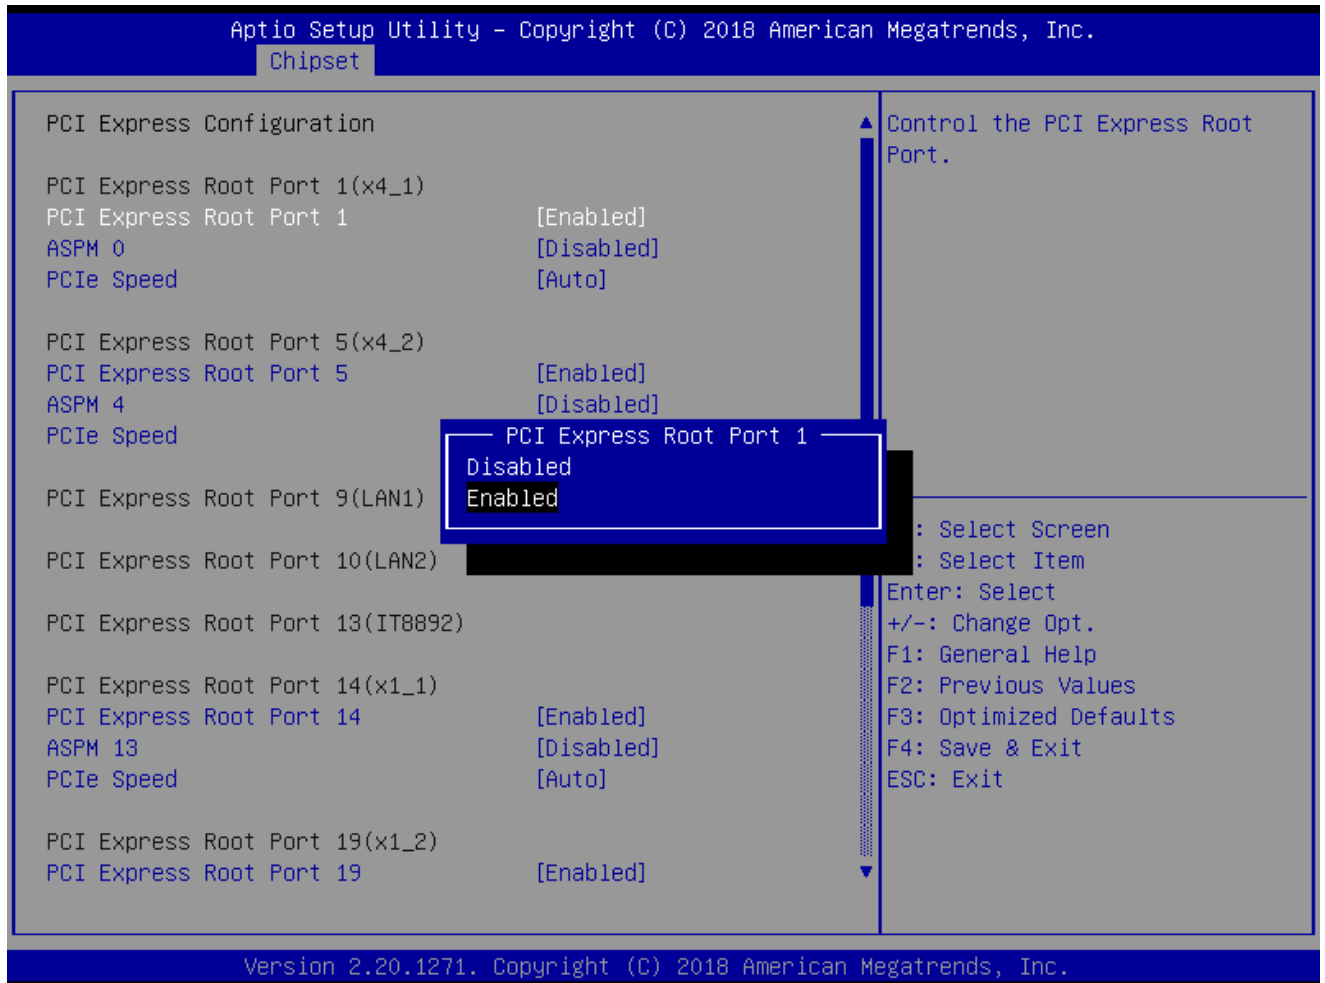 Aptio Setup Utility – Copyright (C) 2018 American Megatrends, Inc.
Chipset
PCI Express Configuration
PCI Express Root Port 1(x4_1)
PCI Express Root Port 1 [Enabled]
ASPM 0 [Disabled]
PCIe Speed [Auto]
PCI Express Root Port 5(x4_2)
PCI Express Root Port 5 [Enabled]
ASPM 4 [Disabled]
PCIe Speed
PCI Express Root Port 9(LAN1)
PCI Express Root Port 10(LAN2)
PCI Express Root Port 13(IT8892)
PCI Express Root Port 14(x1_1)
PCI Express Root Port 14 [Enabled]
ASPM 13 [Disabled]
PCIe Speed [Auto]
PCI Express Root Port 19(x1_2)
PCI Express Root Port 19 [Enabled]
PCI Express Root Port 1
Disabled
Enabled
Control the PCI Express Root
Port.
: Select Screen
: Select Item
Enter: Select
+/-: Change Opt.
F1: General Help
F2: Previous Values
F3: Optimized Defaults
F4: Save & Exit
ESC: Exit
Version 2.20.1271. Copyright (C) 2018 American Megatrends, Inc.